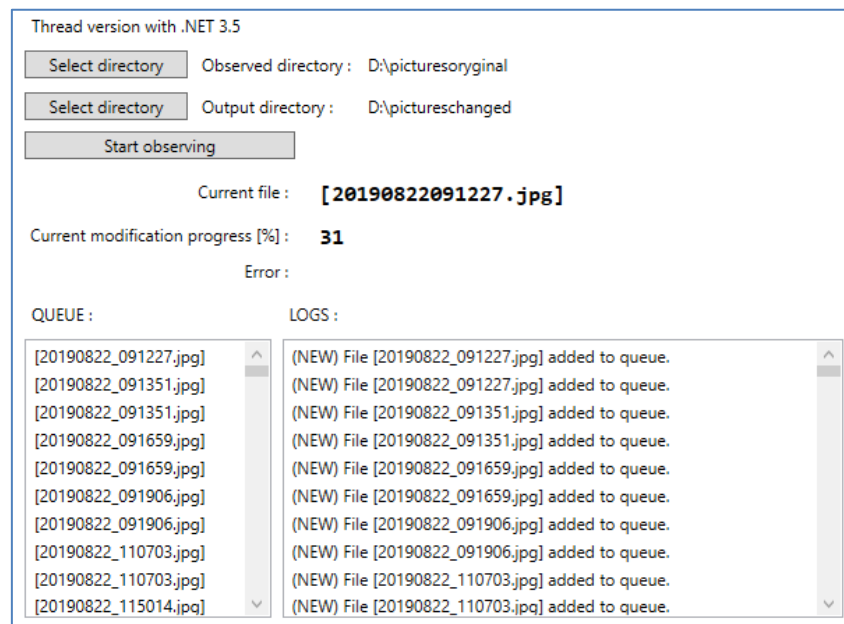 Thread version with .NET 3.5
Select directory Observed directory : D:\picturesoryginal
Select directory Output directory : D:\pictureschanged
Start observing
Current file : [20190822091227.jpg]
Current modification progress [%] : 31
Error :
QUEUE : LOGS :
[20190822_091227.jpg] (NEW) File [20190822_091227.jpg] added to queue.
[20190822_091351.jpg] (NEW) File [20190822_091227.jpg] added to queue.
[20190822_091351.jpg] (NEW) File [20190822_091351.jpg] added to queue.
[20190822_091659.jpg] (NEW) File [20190822_091351.jpg] added to queue.
[20190822_091659.jpg] (NEW) File [20190822_091659.jpg] added to queue.
[20190822_091906.jpg] (NEW) File [20190822_091659.jpg] added to queue.
[20190822_091906.jpg] (NEW) File [20190822_091906.jpg] added to queue.
[20190822_110703.jpg] (NEW) File [20190822_091906.jpg] added to queue.
[20190822_110703.jpg] (NEW) File [20190822_110703.jpg] added to queue.
[20190822_115014.jpg] (NEW) File [20190822_110703.jpg] added to queue.